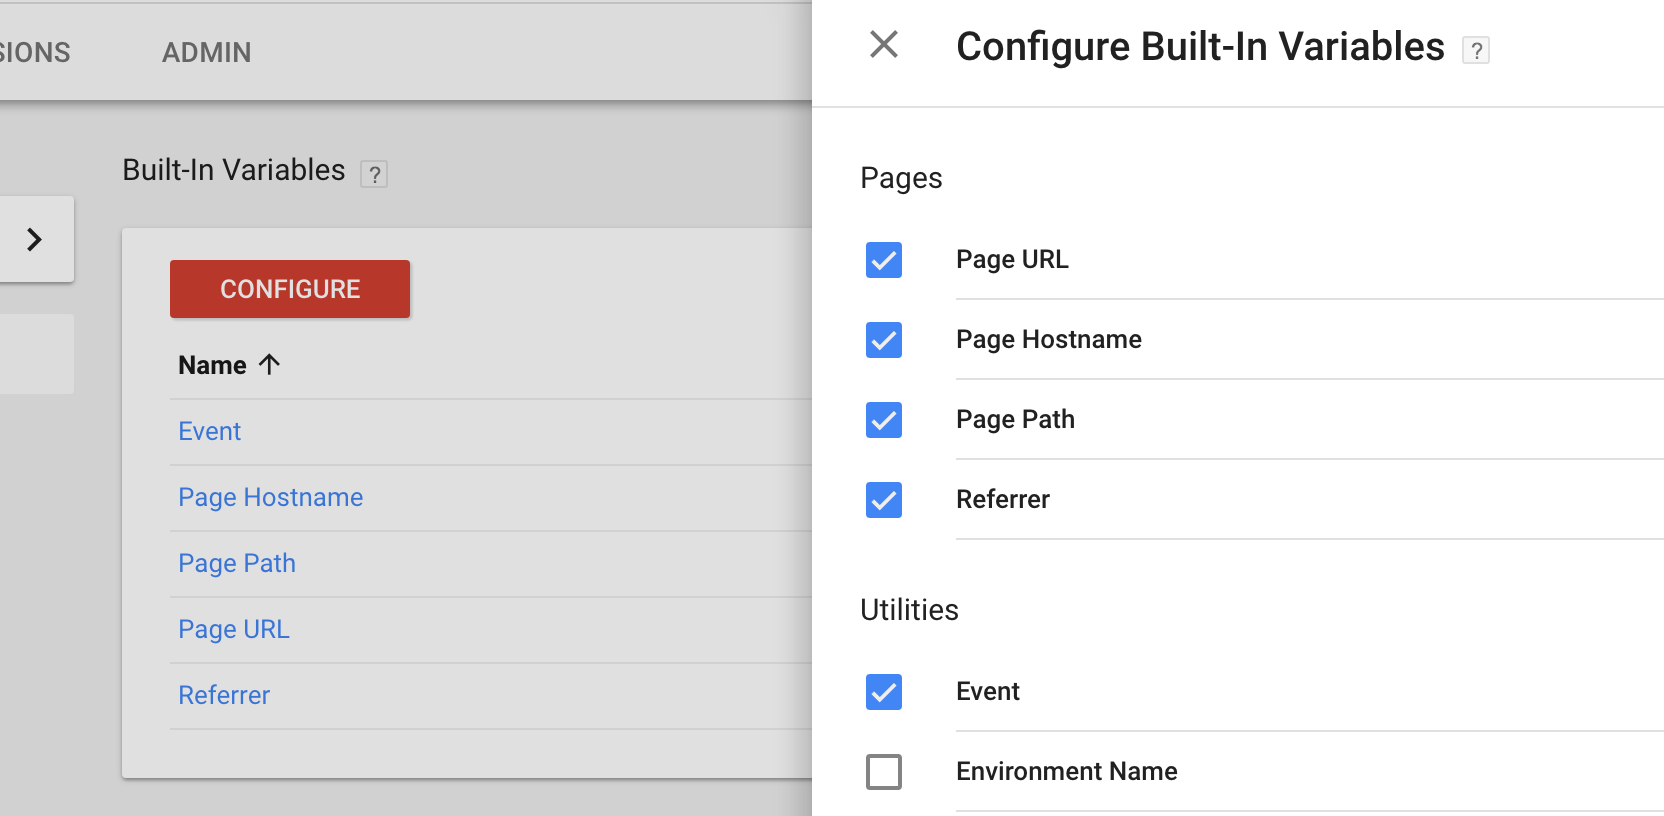 SIONS ADMIN
Built-In Variables ?
CONFIGURE
Name
Event
Page Hostname
Page Path
Page URL
Referrer
Configure Built-In Variables ?
Pages
Page URL
Page Hostname
Page Path
Referrer
Utilities
Event
Environment Name